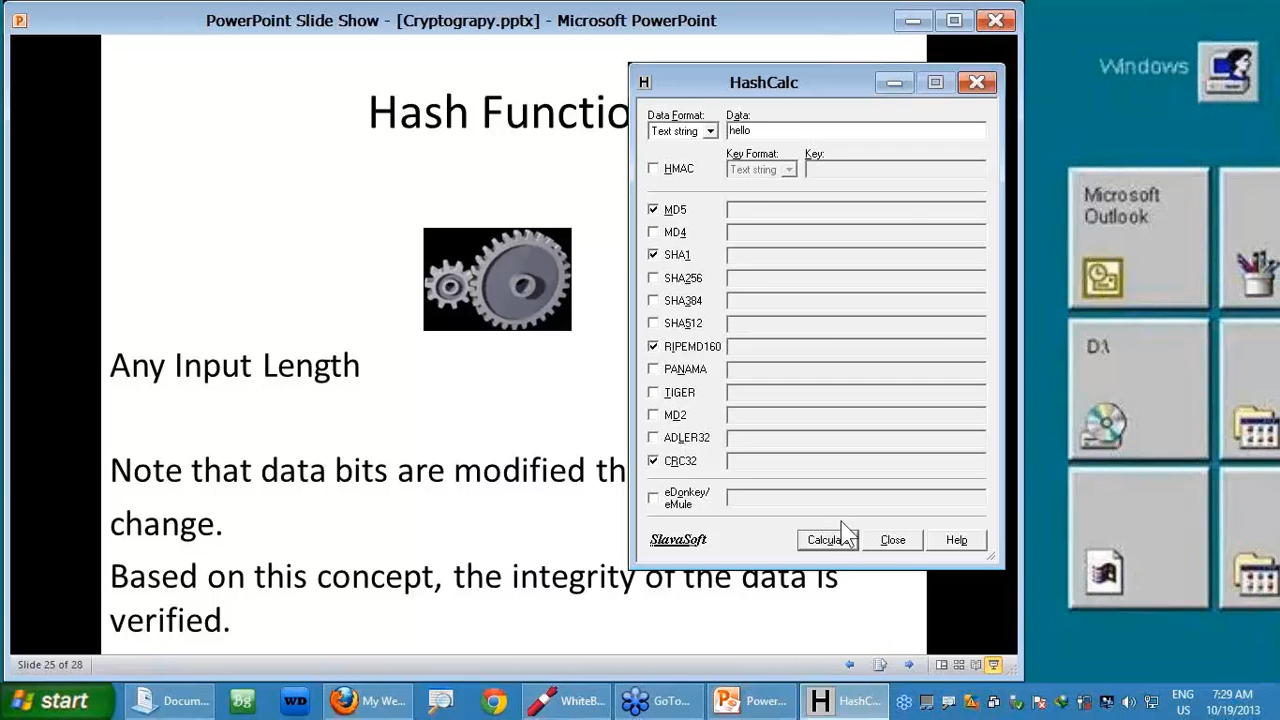 PowerPoint Slide Show - [Cryptograpy.pptx] - Microsoft PowerPoint
Hash Functio
Any Input Length
Note that data bits are modified th
change.
Based on this concept, the integrity of the data is
verified.
HashCalc
Data Format:
Data:
Text string
hello
HMAC
Key Format:
Key:
Text string
MD5
MD4
SHA1
SHA256
SHA384
SHA512
RIPEMD160
PANAMA
TIGER
MD2
ADLER32
CRC32
eDonkey/
eMule
SlavaSoft
Calcula
Close
Help
Windows
Microsoft
Outlook
D:\
Slide 25 of 28
start
Docum...
Bg
WD
My We...
WhiteB...
GoTo...
Power...
HashC...
ENG
US
7:29 AM
10/19/2013